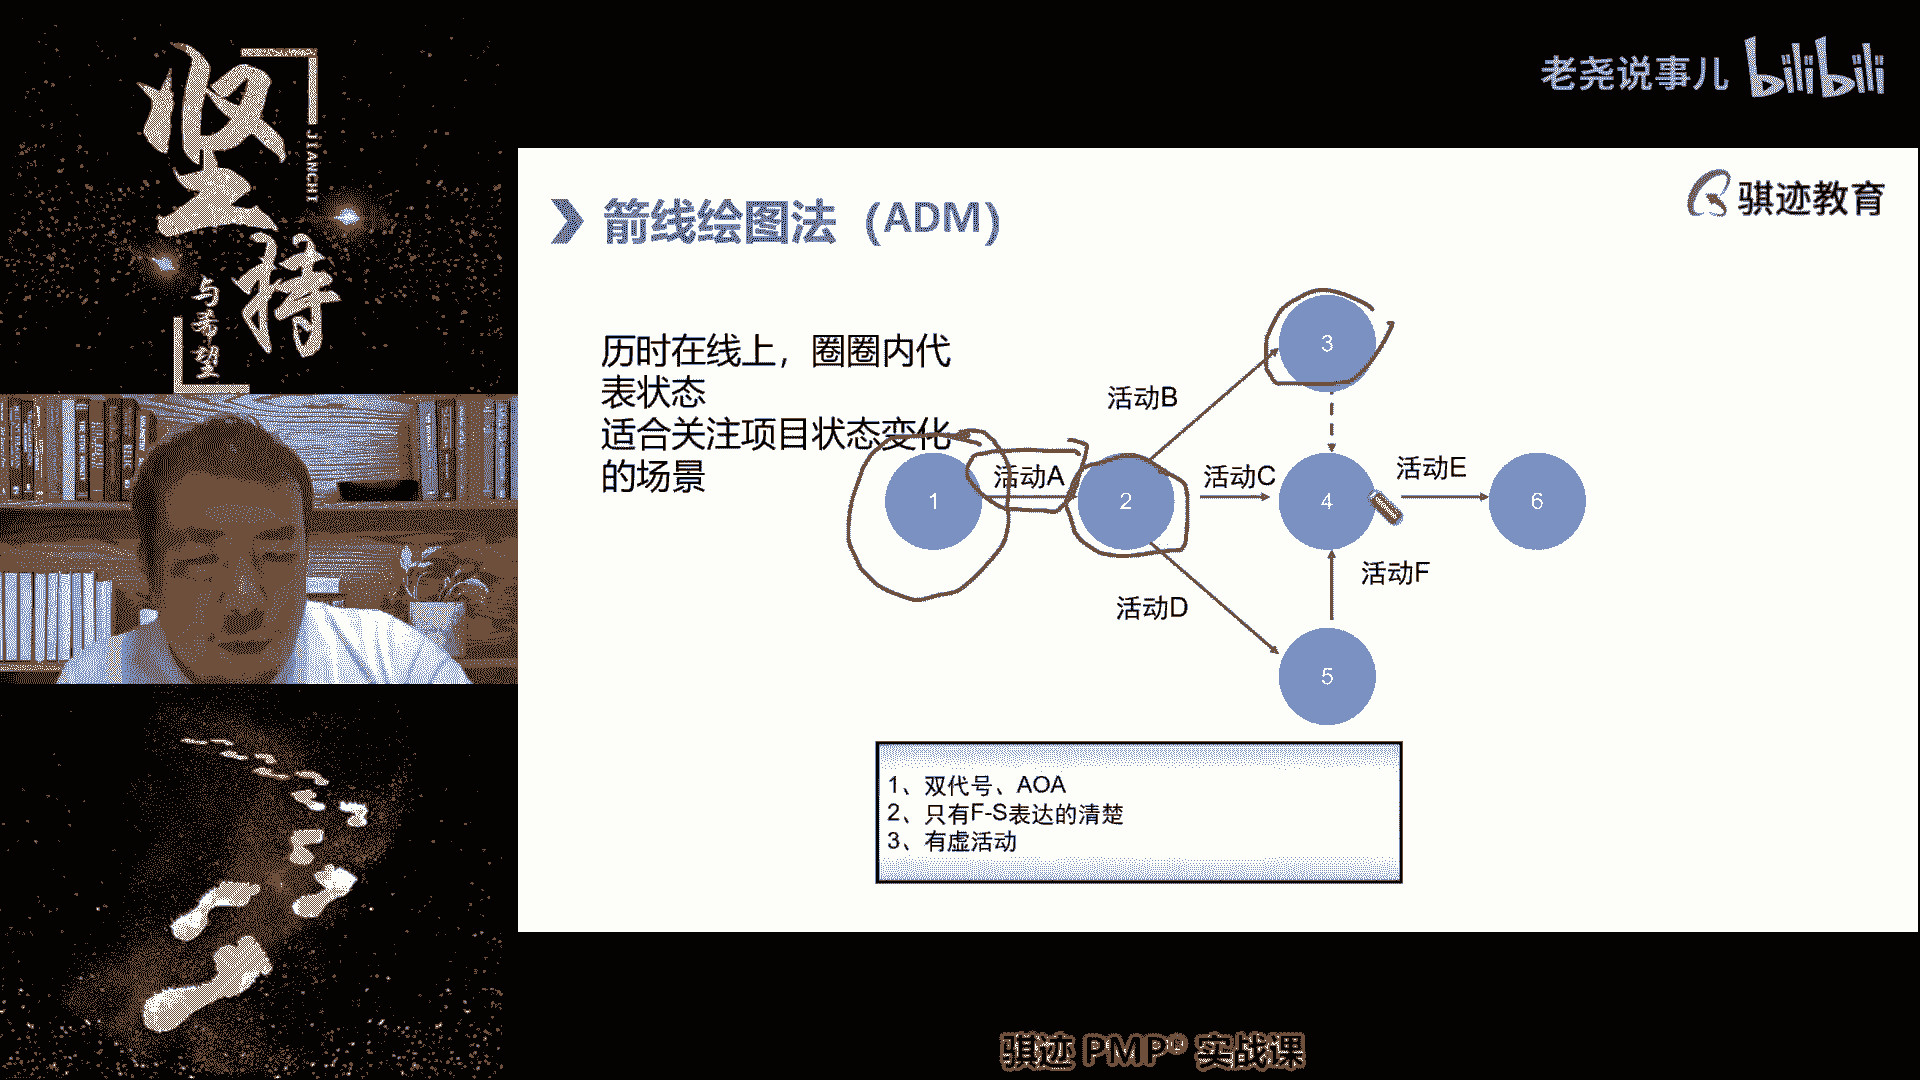 坚持
JIANCHI
与希望
老尧说事儿 bilibili
骐迹教育
箭线绘图法（ADM）
历时在线上，圈圈内代
表状态
适合关注项目状态变化
的场景
3
活动B
活动A
活动C
活动E
1
2
4
6
活动F
活动D
5
1、双代号、AOA
2、只有F-S表达的清楚
3、有虚活动
骐迹 PMP® 实战课